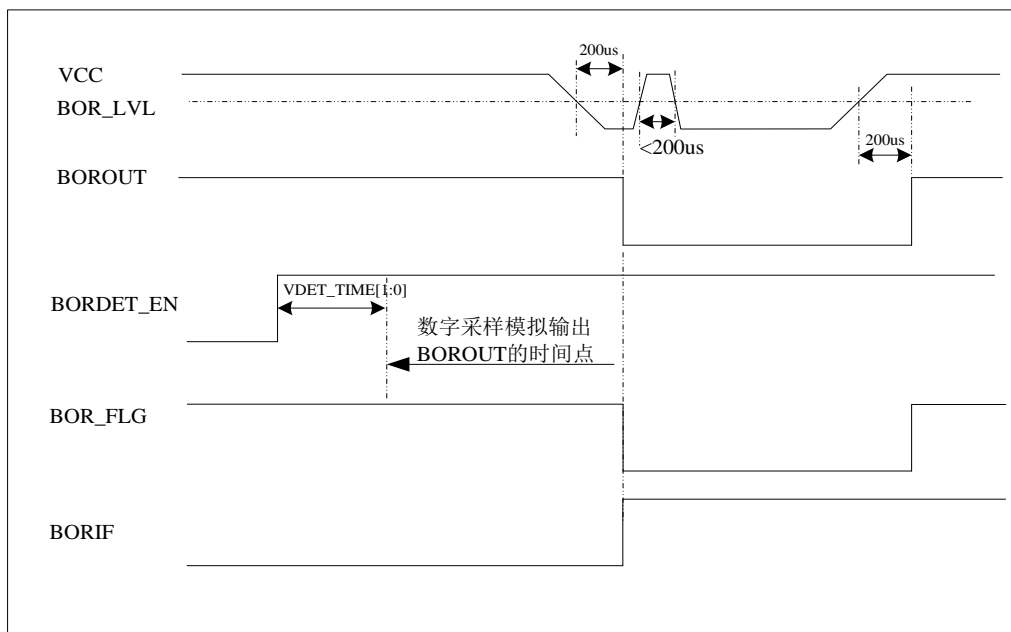 200us
VCC
BOR_LVL
<200us
200us
BOROUT
VDET_TIME[1:0]
BORDET_EN
数字采样模拟输出
BOROUT的时间点
BOR_FLG
BORIF